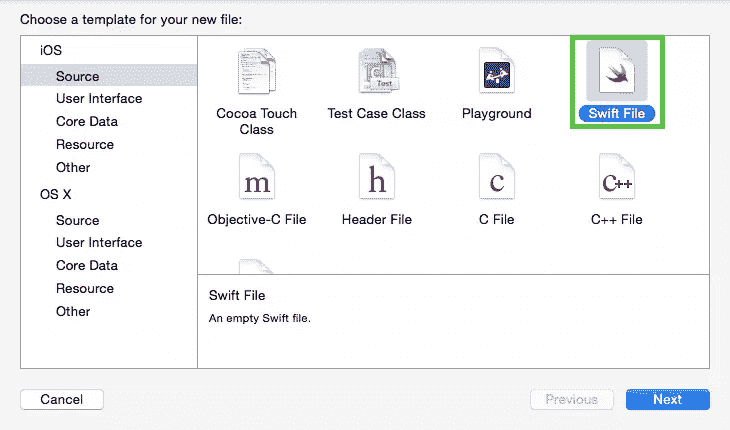 Choose a template for your new file:
iOS
Source
User Interface
Core Data
Resource
Other
OS X
Source
User Interface
Core Data
Resource
Other
Cocoa Touch
Class
Test
Test Case Class
Playground
Swift File
m
Objective-C File
h
Header File
c
C File
C++
C++ File
Swift File
An empty Swift file.
Cancel
Previous
Next